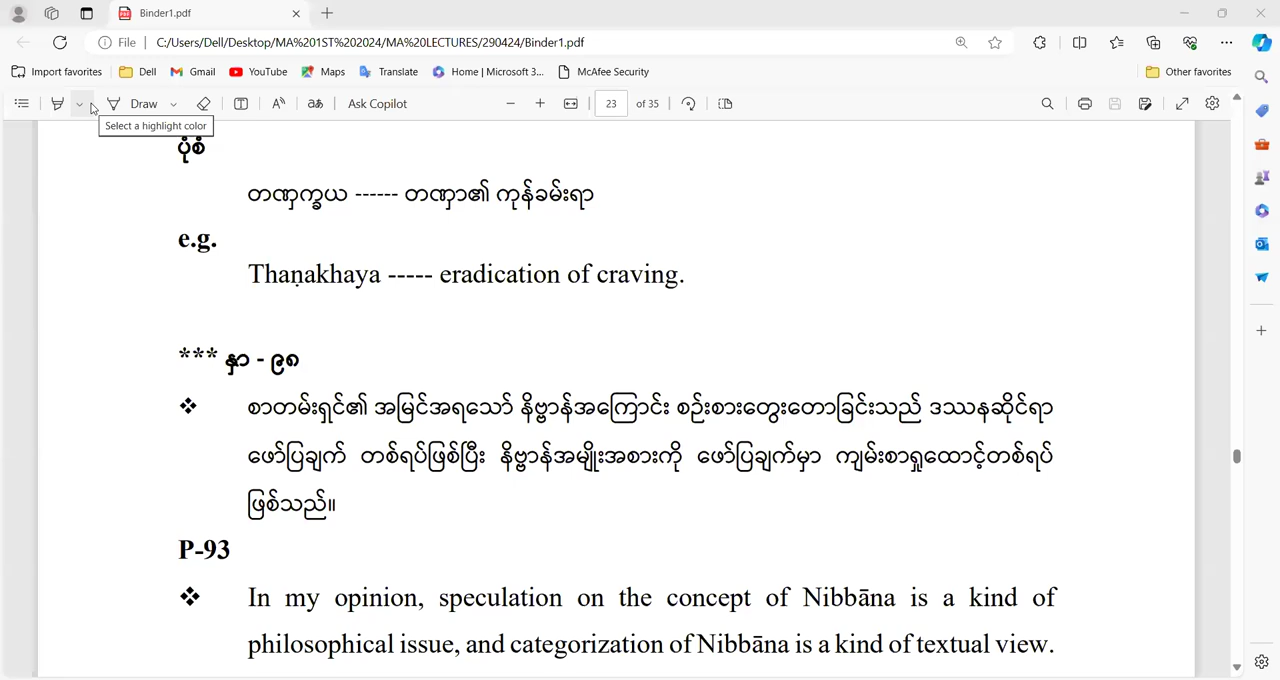 Binder1.pdf
File C:/Users/Dell/Desktop/MA%201ST%202024/MA%20LECTURES/290424/Binder1.pdf
Import favorites Dell Gmail YouTube Maps Translate Home | Microsoft 3... McAfee Security Other favorites
Draw Ask Copilot 23 of 35
Select a highlight color
ပုံစံ
တဏှက္ခယ ------ တဏှာ၏ ကုန်ခမ်းရာ
e.g.
Thaṇakhaya ----- eradication of craving.
*** နှာ - ၉၈
❖ စာတမ်းရှင်၏ အမြင်အရသော် နိဗ္ဗာန်အကြောင်း စဉ်းစားတွေးတောခြင်းသည် ဒဿနဆိုင်ရာ
ဖော်ပြချက် တစ်ရပ်ဖြစ်ပြီး နိဗ္ဗာန်အမျိုးအစားကို ဖော်ပြချက်မှာ ကျမ်းစာရှုထောင့်တစ်ရပ်
ဖြစ်သည်။
P-93
❖ In my opinion, speculation on the concept of Nibbāna is a kind of
philosophical issue, and categorization of Nibbāna is a kind of textual view.